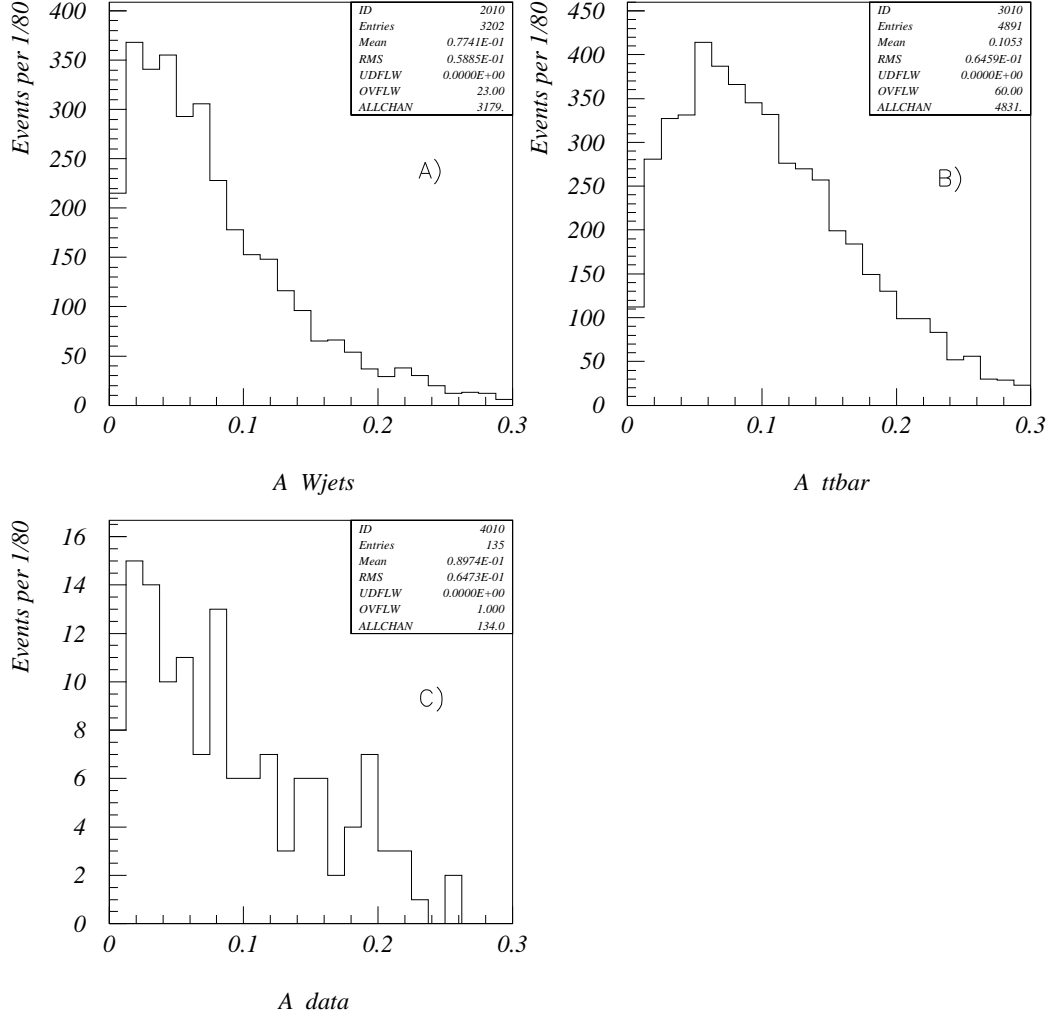 Events per 1/80
400
350
300
250
200
150
100
50
0
0
0.1
0.2
0.3
A Wjets
ID 2010
Entries 3202
Mean 0.7741E-01
RMS 0.5885E-01
UDFLW 0.0000E+00
OVFLW 23.00
ALLCHAN 3179.
A)
Events per 1/80
450
400
350
300
250
200
150
100
50
0
0
0.1
0.2
0.3
A ttbar
ID 3010
Entries 4891
Mean 0.1053
RMS 0.6459E-01
UDFLW 0.0000E+00
OVFLW 60.00
ALLCHAN 4831.
B)
Events per 1/80
16
14
12
10
8
6
4
2
0
0
0.1
0.2
0.3
A data
ID 4010
Entries 135
Mean 0.8974E-01
RMS 0.6473E-01
UDFLW 0.0000E+00
OVFLW 1.000
ALLCHAN 134.0
C)